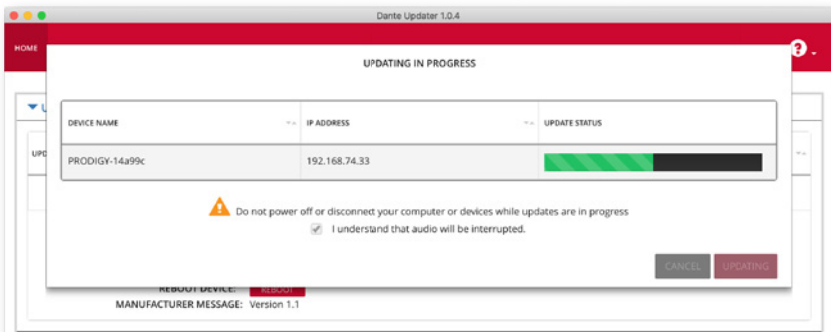 Dante Updater 1.0.4
HOME
?
UPDATING IN PROGRESS
U
DEVICE NAME
IP ADDRESS
UPDATE STATUS
UPD
PRODIGY-14a99c
192.168.74.33
Do not power off or disconnect your computer or devices while updates are in progress
I understand that audio will be interrupted.
CANCEL
UPDATING
REBOOT DEVICE: REBOOT
MANUFACTURER MESSAGE: Version 1.1